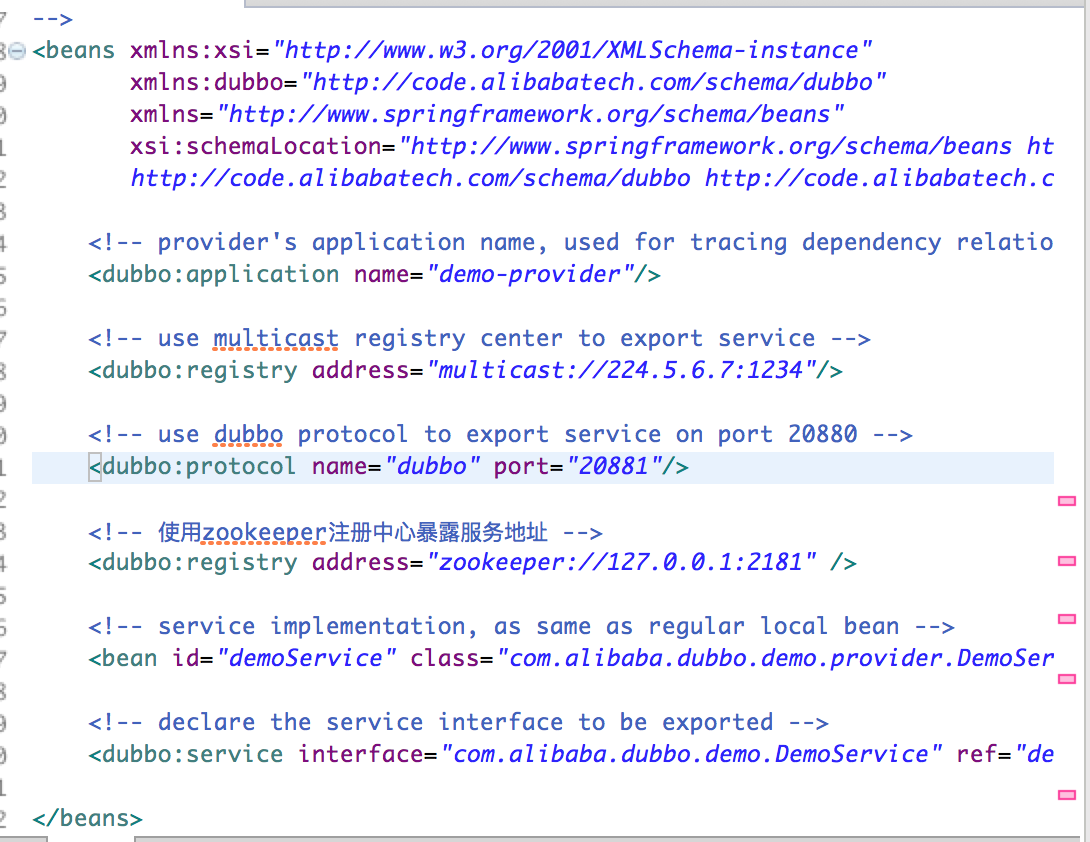 -->
<beans xmlns:xsi="http://www.w3.org/2001/XMLSchema-instance"
xmlns:dubbo="http://code.alibabatech.com/schema/dubbo"
xmlns="http://www.springframework.org/schema/beans"
xsi:schemaLocation="http://www.springframework.org/schema/beans ht
http://code.alibabatech.com/schema/dubbo http://code.alibabatech.c
<!-- provider's application name, used for tracing dependency relatio
<dubbo:application name="demo-provider"/>
<!-- use multicast registry center to export service -->
<dubbo:registry address="multicast://224.5.6.7:1234"/>
<!-- use dubbo protocol to export service on port 20880 -->
<dubbo:protocol name="dubbo" port="20881"/>
<!-- 使用zookeeper注册中心暴露服务地址 -->
<dubbo:registry address="zookeeper://127.0.0.1:2181" />
<!-- service implementation, as same as regular local bean -->
<bean id="demoService" class="com.alibaba.dubbo.demo.provider.DemoSer
<!-- declare the service interface to be exported -->
<dubbo:service interface="com.alibaba.dubbo.demo.DemoService" ref="de
</beans>